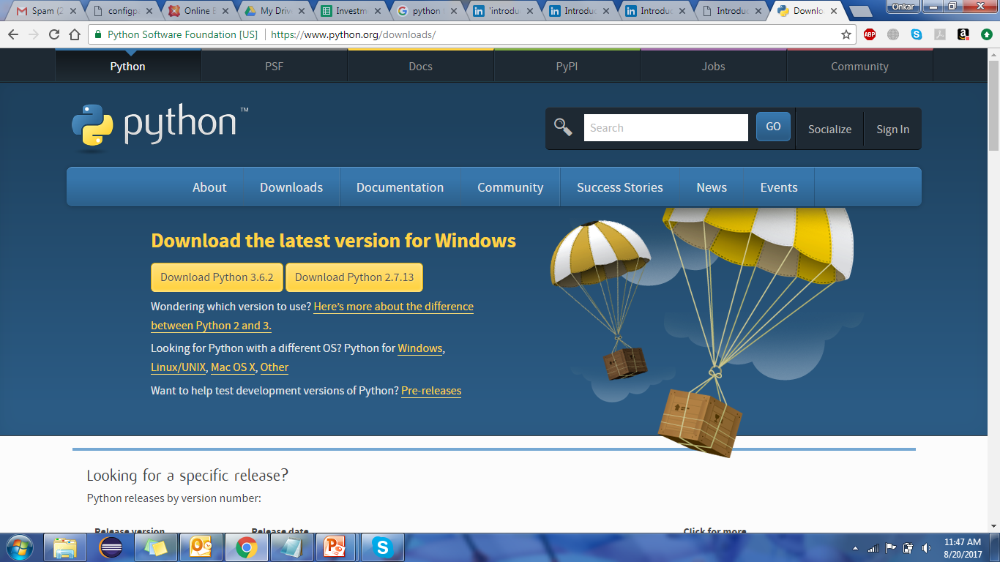 Spam (2
configpa
Online E
My Drive
Investm
python
'introdu
Introduc
Introduc
Introduc
Downlo
Onkar
Python Software Foundation [US]
https://www.python.org/downloads/
ABP
Python
PSF
Docs
PyPI
Jobs
Community
python™
Search
GO
Socialize
Sign In
About
Downloads
Documentation
Community
Success Stories
News
Events
Download the latest version for Windows
Download Python 3.6.2
Download Python 2.7.13
Wondering which version to use? Here's more about the difference
between Python 2 and 3.
Looking for Python with a different OS? Python for Windows,
Linux/UNIX, Mac OS X, Other
Want to help test development versions of Python? Pre-releases
Looking for a specific release?
Python releases by version number:
Release version
Release date
Click for more
11:47 AM
8/20/2017